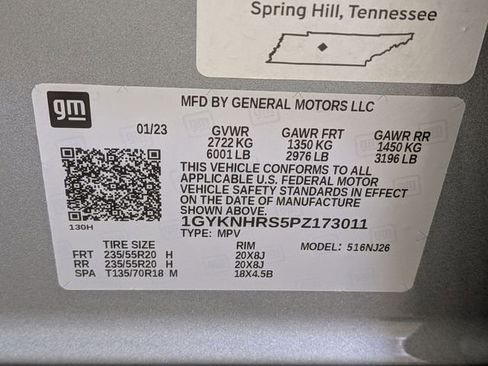 Spring Hill, Tennessee
gm
MFD BY GENERAL MOTORS LLC
01/23 GVWR GAWR FRT GAWR RR
2722 KG 1350 KG 1450 KG
6001 LB 2976 LB 3196 LB
THIS VEHICLE CONFORMS TO ALL
APPLICABLE U.S. FEDERAL MOTOR
VEHICLE SAFETY STANDARDS IN EFFECT
ON THE DATE OF MANUFACTURE
SHOWN ABOVE.
1GYKNHRS5PZ173011
130H
TYPE: MPV
TIRE SIZE RIM MODEL: 516NJ26
FRT 235/55R20 H 20X8J
RR 235/55R20 H 20X8J
SPA T135/70R18 M 18X4.5B